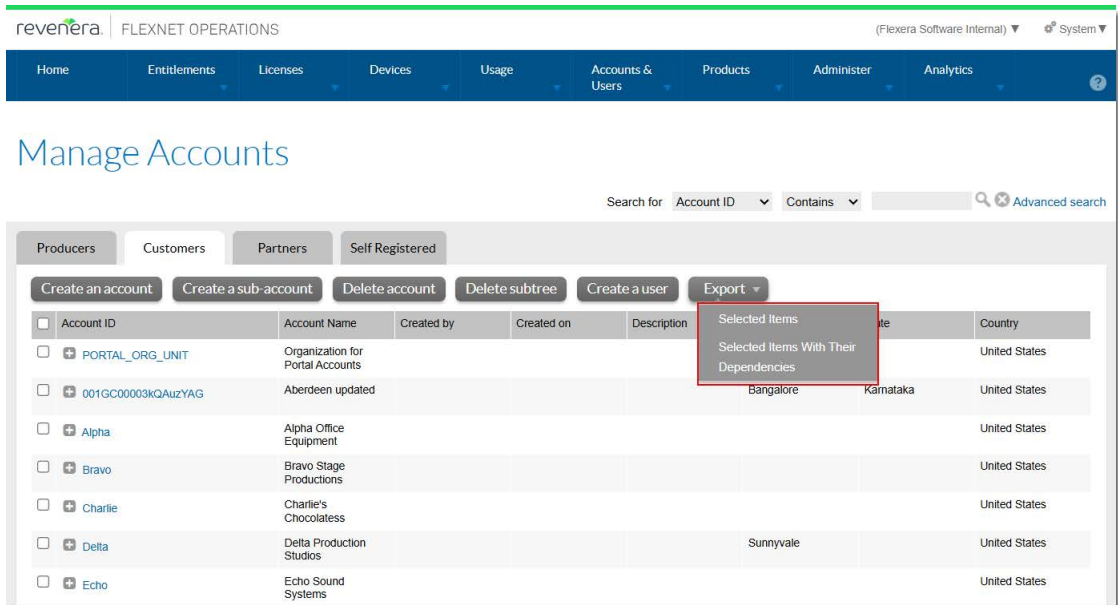 revenera. FLEXNET OPERATIONS (Flexera Software Internal) ▼ System ▼
Home Entitlements Licenses Devices Usage Accounts & Users Products Administer Analytics ?
Manage Accounts
Search for Account ID Contains Advanced search
Producers Customers Partners Self Registered
Create an account Create a sub-account Delete account Delete subtree Create a user Export
Selected Items
Selected Items With Their
Dependencies
Account ID Account Name Created by Created on Description Country
PORTAL_ORG_UNIT Organization for United States
Portal Accounts
001GC00003kQAuzYAG Aberdeen updated Bangalore Karnataka United States
Alpha Alpha Office United States
Equipment
Bravo Bravo Stage United States
Productions
Charlie Charlie's United States
Chocolatess
Delta Delta Production Sunnyvale United States
Studios
Echo Echo Sound United States
Systems